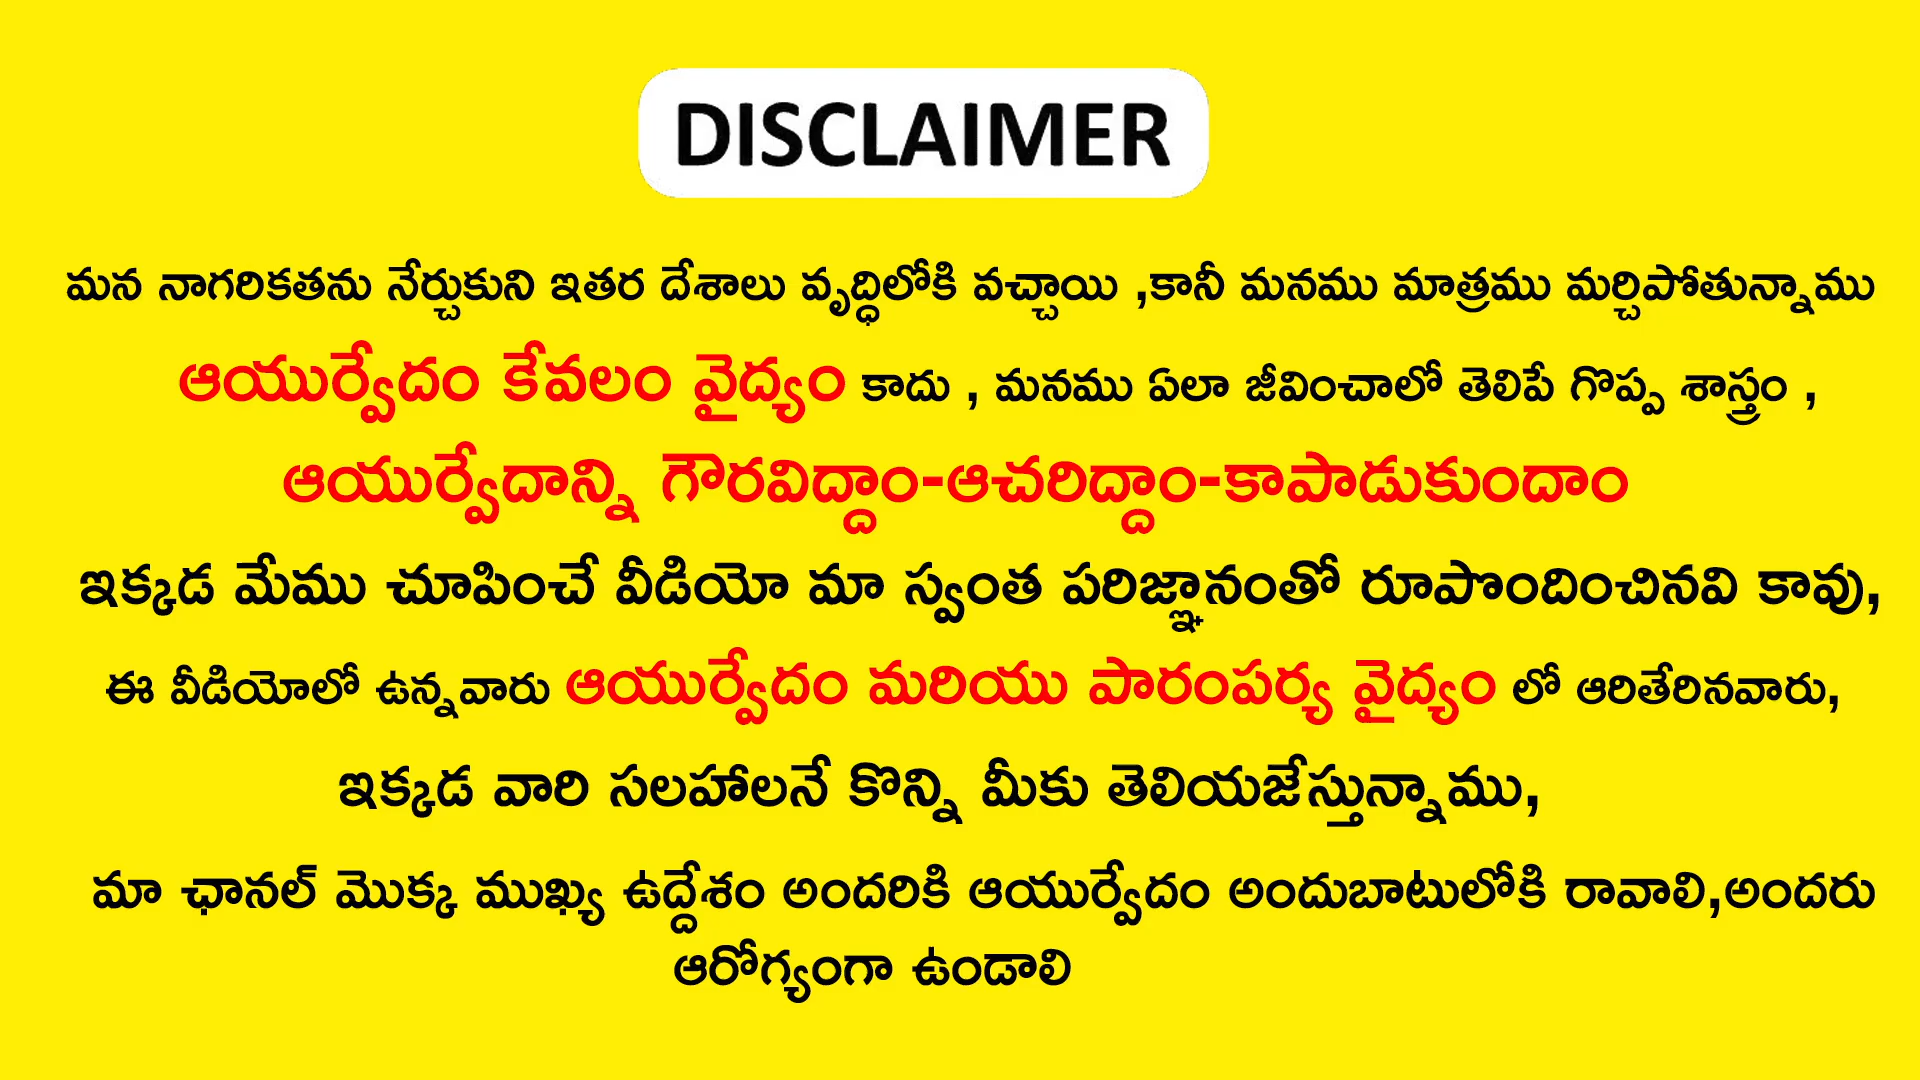 DISCLAIMER
మన నాగరికతను నేర్చుకుని ఇతర దేశాలు వృద్ధిలోకి వచ్చాయి ,కానీ మనము మాత్రము మర్చిపోతున్నాము
ఆయుర్వేదం కేవలం వైద్యం కాదు , మనము ఏలా జీవించాలో తెలిపే గొప్ప శాస్త్రం ,
ఆయుర్వేదాన్ని గౌరవిద్దాం-ఆచరిద్దాం-కాపాడుకుందాం
ఇక్కడ మేము చూపించే వీడియో మా స్వంత పరిజ్ఞానంతో రూపొందించినవి కావు,
ఈ వీడియోలో ఉన్నవారు ఆయుర్వేదం మరియు పారంపర్య వైద్యం లో ఆరితేరినవారు,
ఇక్కడ వారి సలహాలనే కొన్ని మీకు తెలియజేస్తున్నాము,
మా ఛానల్ మొక్క ముఖ్య ఉద్దేశం అందరికి ఆయుర్వేదం అందుబాటులోకి రావాలి,అందరు
ఆరోగ్యంగా ఉండాలి